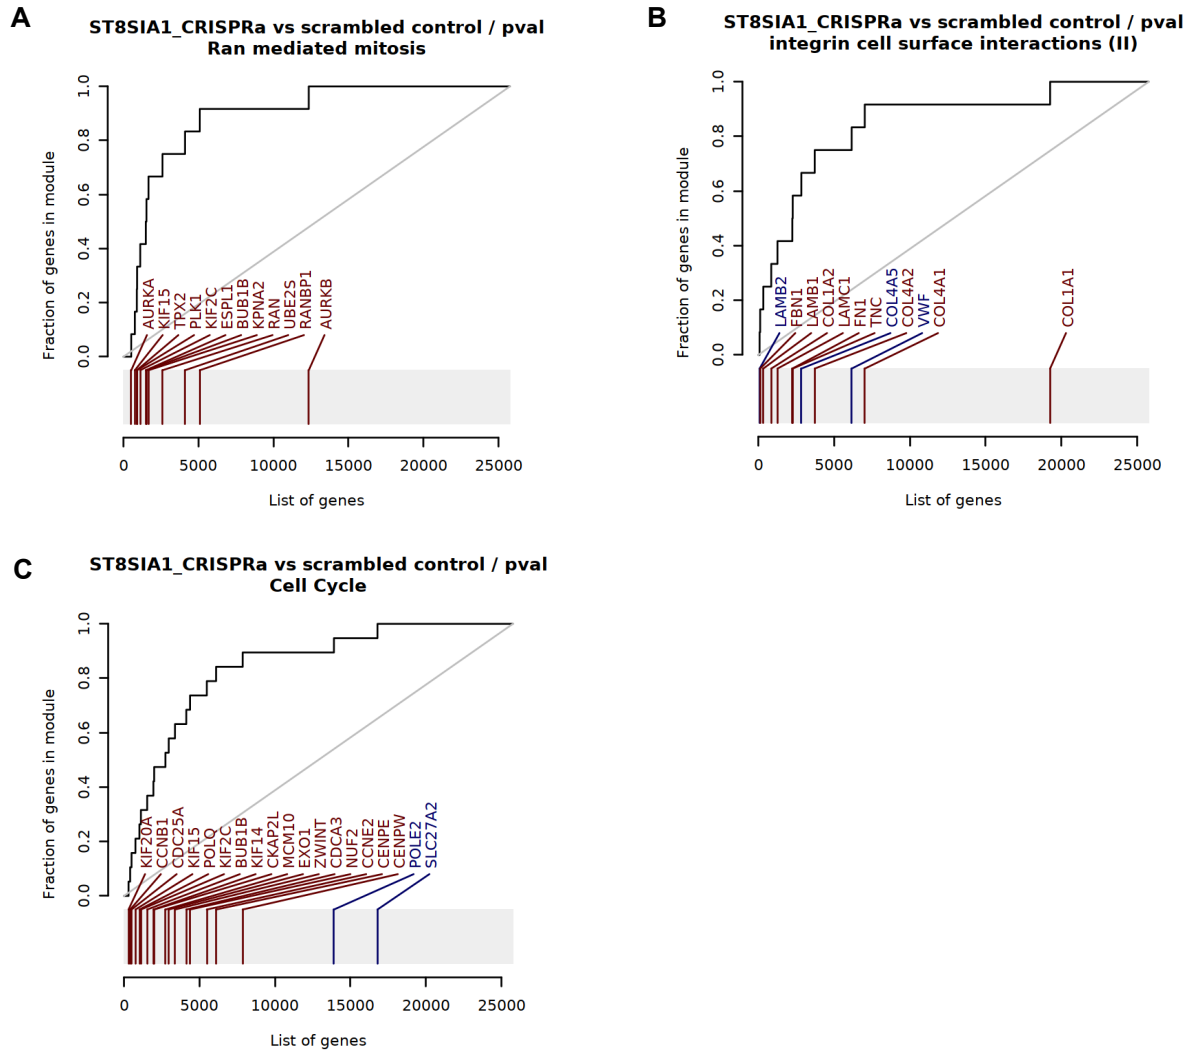 A
ST8SIA1_CRISPRa vs scrambled control / pval
Ran mediated mitosis
Fraction of genes in module
0.0
0.2
0.4
0.6
0.8
1.0
AURKA
KIF15
TPX2
PLK1
KIF2C
ESPL1
BUB1B
KPNA2
RAN
UBE2S
RANBP1
AURKB
0
5000
10000
15000
20000
25000
List of genes
B
ST8SIA1_CRISPRa vs scrambled control / pval
integrin cell surface interactions (II)
Fraction of genes in module
0.0
0.2
0.4
0.6
0.8
1.0
LAMB2
FBN1
LAMB1
COL1A2
LAMC1
FN1
TNC
COL4A5
COL4A2
VWF
COL4A1
COL1A1
0
5000
10000
15000
20000
25000
List of genes
C
ST8SIA1_CRISPRa vs scrambled control / pval
Cell Cycle
Fraction of genes in module
0.0
0.2
0.4
0.6
0.8
1.0
KIF20A
CCNB1
CDC25A
KIF15
POLQ
KIF2C
BUB1B
KIF14
CKAP2L
MCM10
EXO1
ZWINT
CDCA3
NUF2
CCNE2
CENPE
CENPW
POLE2
SLC27A2
0
5000
10000
15000
20000
25000
List of genes